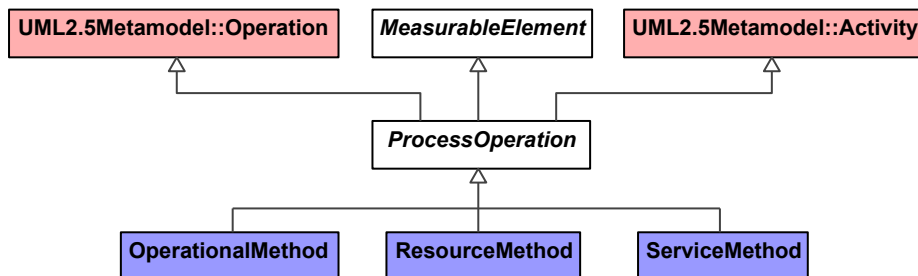 UML2.5Metamodel::Operation
MeasurableElement
UML2.5Metamodel::Activity
ProcessOperation
OperationalMethod
ResourceMethod
ServiceMethod